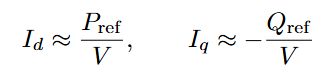 I_d ≈ P_ref / V, I_q ≈ − Q_ref / V